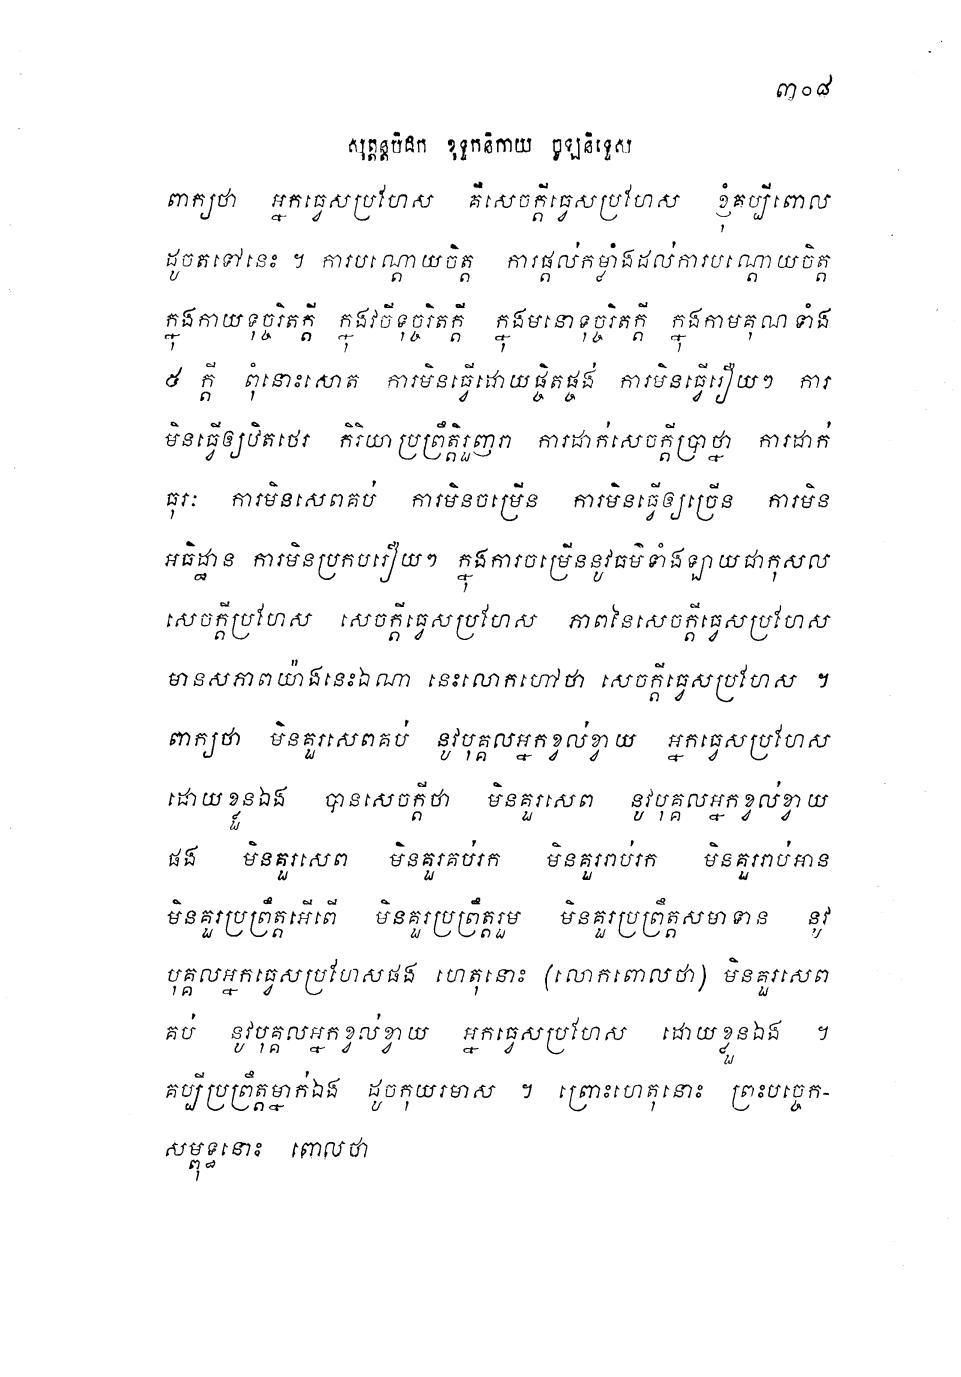 ៣០៨
សុត្តន្តបិដក ខុទ្ទកនិកាយ ចូឡនិទ្ទេស
ពាក្យថា អ្នកធ្វេសប្រហែស គឺសេចក្តីធ្វេសប្រហែស ខ្ញុំគប្បីពោល
ដូចតទៅនេះ ។ ការបណ្តោយចិត្ត ការផ្តល់កម្លាំងដល់ការបណ្តោយចិត្ត
ក្នុងកាយទុច្ចរិតក្តី ក្នុងវចីទុច្ចរិតក្តី ក្នុងមនោទុច្ចរិតក្តី ក្នុងកាមគុណ ទាំង
៥ ក្តី ពុំនោះសោត ការមិនធ្វើដោយផ្ចិតផ្ចង់ ការមិនធ្វើរឿយៗ ការ
មិនធ្វើឲ្យឋិតថេរ កិរិយាប្រព្រឹត្តិរួញរា ការដាក់សេចក្តីប្រាថ្នា ការដាក់
ធុរៈ ការមិនសេពគប់ ការមិនចម្រើន ការមិនធ្វើឲ្យច្រើន ការមិន
អធិដ្ឋាន ការមិនប្រកបរឿយៗ ក្នុងការចម្រើននូវធម៌ទាំងឡាយជាកុសល
សេចក្តីប្រហែស សេចក្តីធ្វេសប្រហែស ភាពនៃសេចក្តីធ្វេសប្រហែស
មានសភាពយ៉ាងនេះឯណា នេះលោកហៅថា សេចក្តីធ្វេសប្រហែស ។
ពាក្យថា មិនគួរសេពគប់ នូវបុគ្គលអ្នកខ្វល់ខ្វាយ អ្នកធ្វេសប្រហែស
ដោយខ្លួនឯង បានសេចក្តីថា មិនគួរសេព នូវបុគ្គលអ្នកខ្វល់ខ្វាយ
ផង មិនគួរសេព មិនគួរគប់រក មិនគួររាប់រក មិនគួររាប់អាន
មិនគួរប្រព្រឹត្តអើពើ មិនគួរប្រព្រឹត្តរួម មិនគួរប្រព្រឹត្តសមាទាន នូវ
បុគ្គលអ្នកធ្វេសប្រហែសផង ហេតុនោះ (លោកពោលថា) មិនគួរសេព
គប់ នូវបុគ្គលអ្នកខ្វល់ខ្វាយ អ្នកធ្វេសប្រហែស ដោយខ្លួនឯង ។
គប្បីប្រព្រឹត្តម្នាក់ឯង ដូចកុយរមាស ។ ព្រោះហេតុនោះ ព្រះបច្ចេក-
សម្ពុទ្ធនោះ ពោលថា